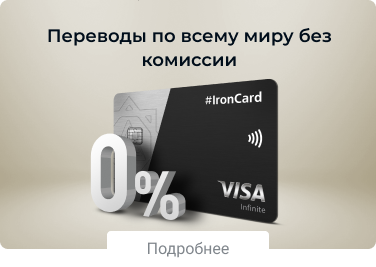 Переводы по всему миру без
комиссии
#IronCard
0%
VISA
Infinite
Подробнее